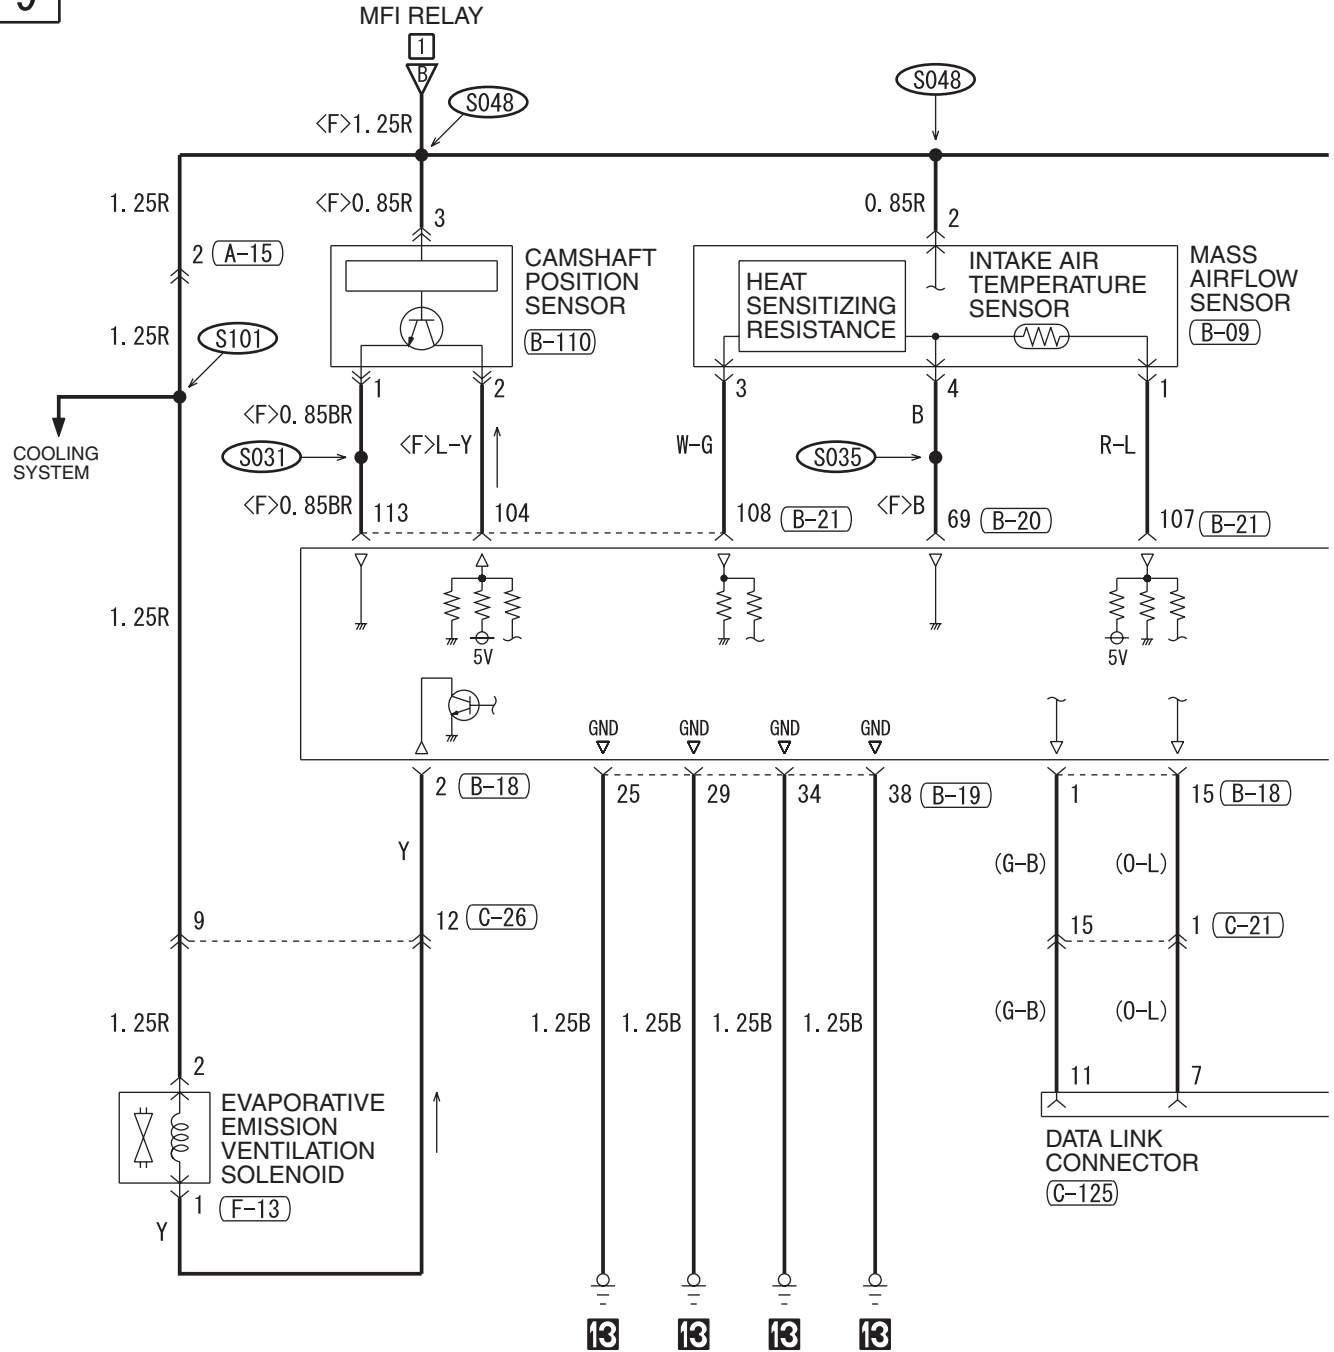 9
MFI RELAY
1
B
S048
S048
<F>1.25R
1.25R
<F>0.85R
3
0.85R
2
2
A-15
CAMSHAFT
POSITION
SENSOR
B-110
HEAT
SENSITIZING
RESISTANCE
INTAKE AIR
TEMPERATURE
SENSOR
MASS
AIRFLOW
SENSOR
B-09
1.25R
S101
1
2
3
4
1
<F>0.85BR
<F>L-Y
W-G
B
R-L
COOLING
SYSTEM
S031
S035
<F>0.85BR
113
104
108
B-21
<F>B
69
B-20
107
B-21
1.25R
5V
5V
GND
GND
GND
GND
2
B-18
25
29
34
38
B-19
1
15
B-18
Y
(G-B)
(O-L)
9
12
C-26
15
1
C-21
1.25R
1.25B
1.25B
1.25B
1.25B
(G-B)
(O-L)
2
11
7
EVAPORATIVE
EMISSION
VENTILATION
SOLENOID
DATA LINK
CONNECTOR
C-125
1
F-13
Y
13
13
13
13